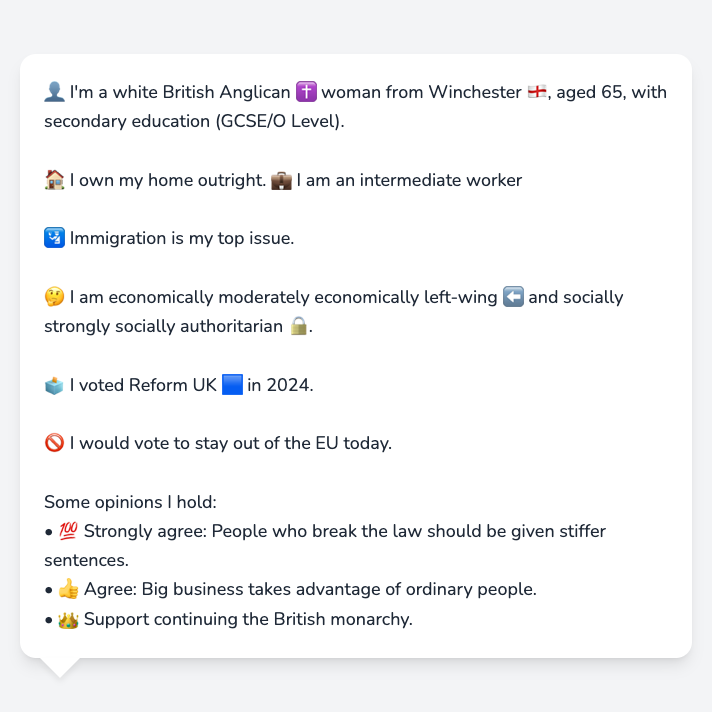 👤 I'm a white British Anglican ✝️ woman from Winchester 🏴󠁧󠁢󠁥󠁮󠁧󠁿, aged 65, with
secondary education (GCSE/O Level).
🏠 I own my home outright. 💼 I am an intermediate worker
🛂 Immigration is my top issue.
🤔 I am economically moderately economically left-wing ⬅️ and socially
strongly socially authoritarian 🔒.
🗳️ I voted Reform UK 🟦 in 2024.
🚫 I would vote to stay out of the EU today.
Some opinions I hold:
• 💯 Strongly agree: People who break the law should be given stiffer
sentences.
• 👍 Agree: Big business takes advantage of ordinary people.
• 👑 Support continuing the British monarchy.